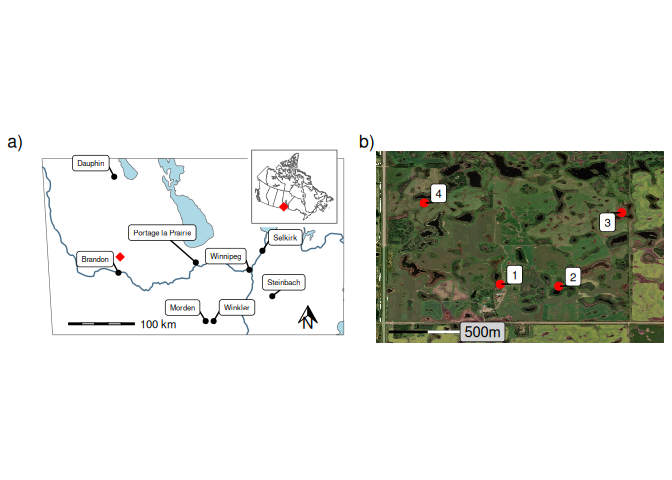 a)
Dauphin
Portage la Prairie
Selkirk
Brandon
Winnipeg
Steinbach
Morden
Winkler
100 km
b)
4
3
1
2
500m